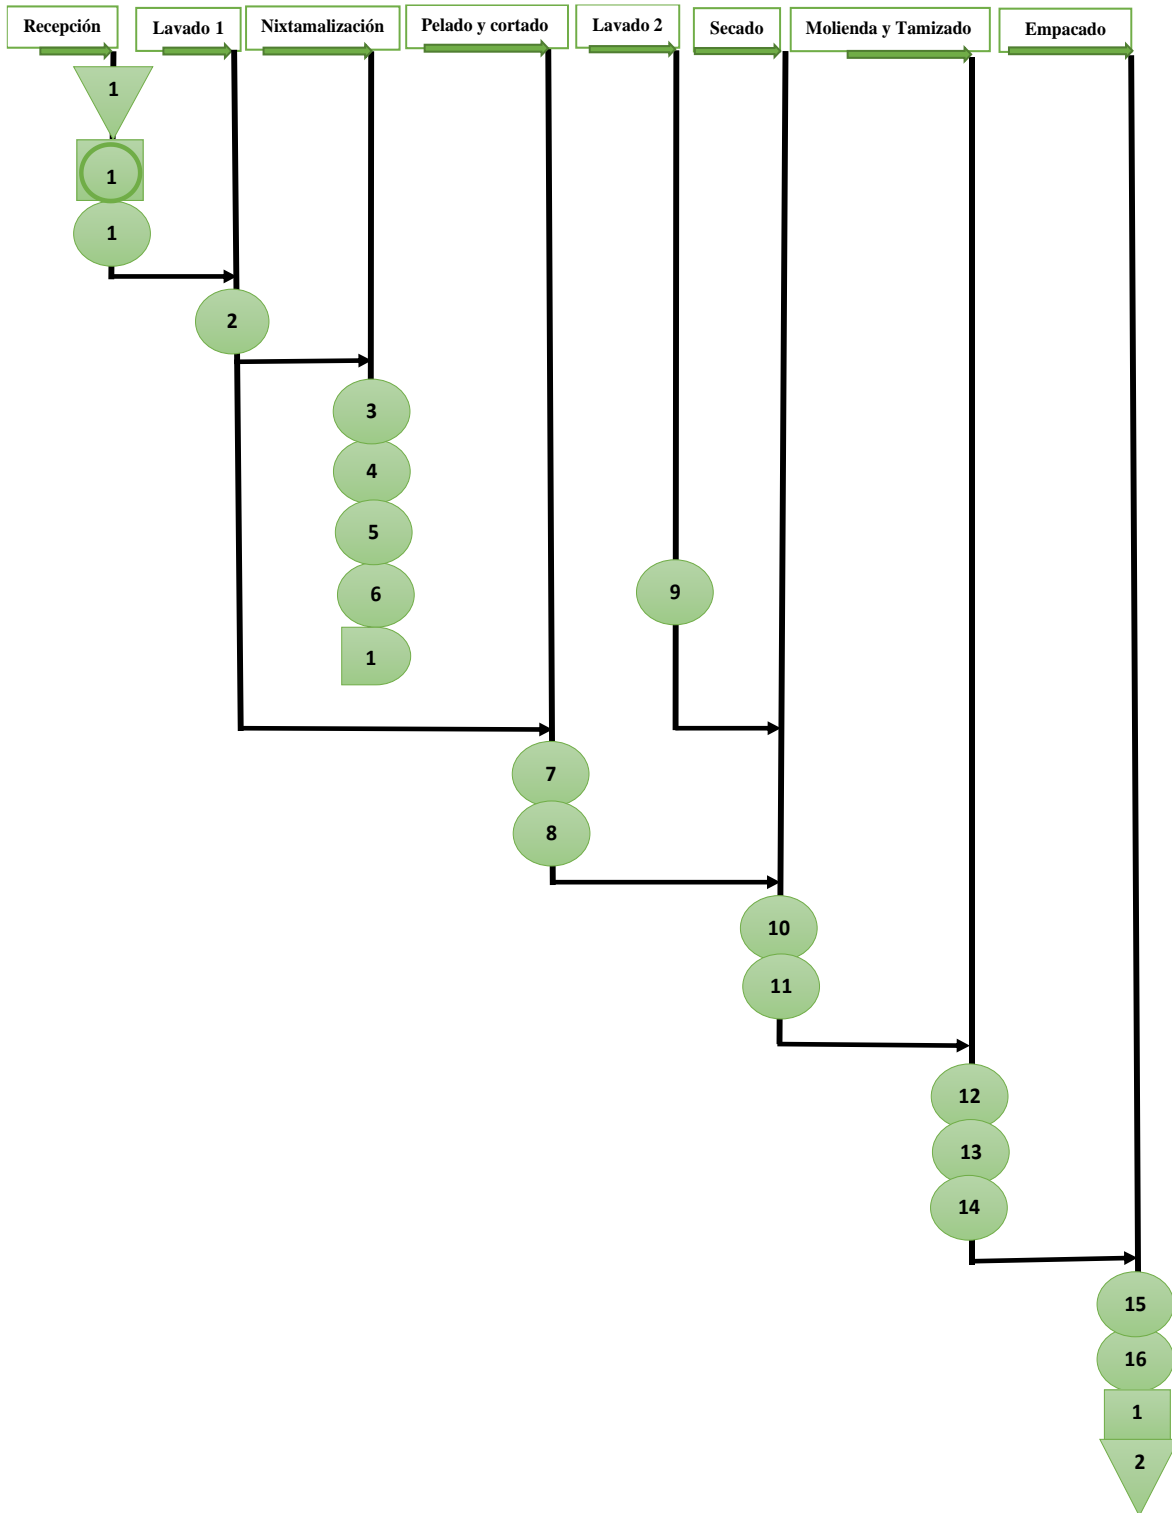 Recepción
Lavado 1
Nixtamalización
Pelado y cortado
Lavado 2
Secado
Molienda y Tamizado
Empacado
1
1
1
2
3
4
5
6
1
9
7
8
10
11
12
13
14
15
16
1
2